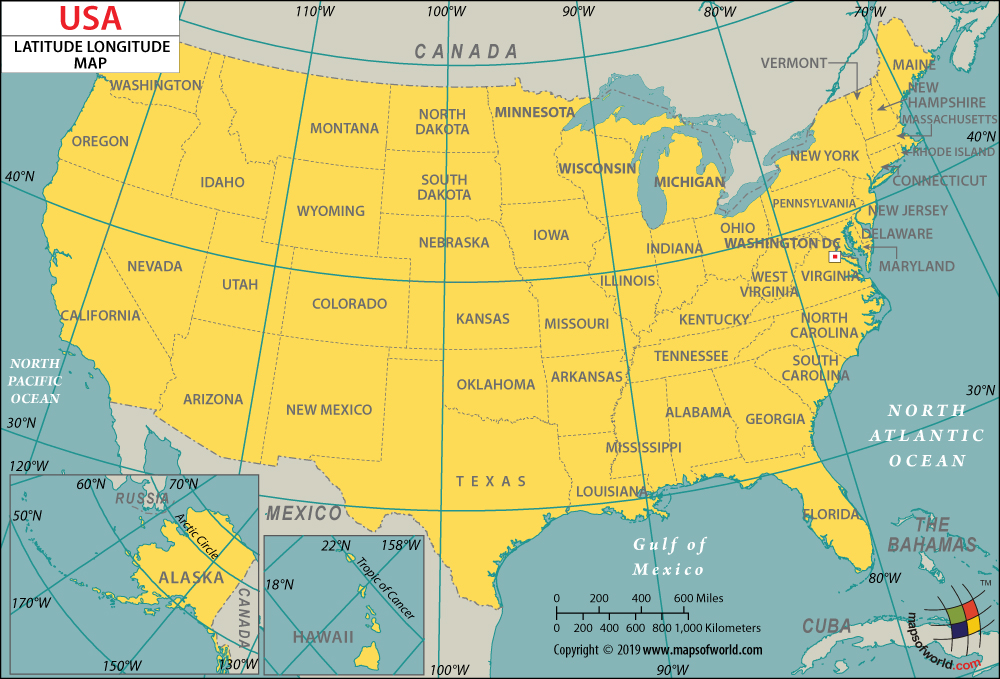 USA
LATITUDE LONGITUDE
MAP
110°W
100°W
90°W
80°W
70°W
CANADA
VERMONT
MAINE
WASHINGTON
NEW
HAMPSHIRE
MONTANA
NORTH
DAKOTA
MINNESOTA
MASSACHUSETTS
OREGON
40°N
WISCONSIN
NEW YORK
RHODE ISLAND
40°N
IDAHO
SOUTH
DAKOTA
MICHIGAN
CONNECTICUT
WYOMING
PENNSYLVANIA
NEW JERSEY
NEBRASKA
IOWA
OHIO
DELAWARE
INDIANA
WASHINGTON DC
NEVADA
MARYLAND
UTAH
ILLINOIS
WEST
VIRGINIA
VIRGINIA
CALIFORNIA
COLORADO
KANSAS
MISSOURI
KENTUCKY
NORTH
CAROLINA
NORTH
PACIFIC
OCEAN
TENNESSEE
SOUTH
CAROLINA
ARIZONA
NEW MEXICO
OKLAHOMA
ARKANSAS
30°N
30°N
ALABAMA
GEORGIA
NORTH
ATLANTIC
OCEAN
MISSISSIPPI
120°W
TEXAS
LOUISIANA
60°N
70°N
RUSSIA
50°N
Arctic Circle
MEXICO
FLORIDA
THE
BAHAMAS
22°N
158°W
Gulf of
Mexico
ALASKA
18°N
Tropic of Cancer
80°W
170°W
CANADA
HAWAII
0 200 400 600 Miles
0 200 400 600 800 1,000 Kilometers
CUBA
TM
mapsofworld.com
Copyright © 2019 www.mapsofworld.com
150°W
130°W
100°W
90°W